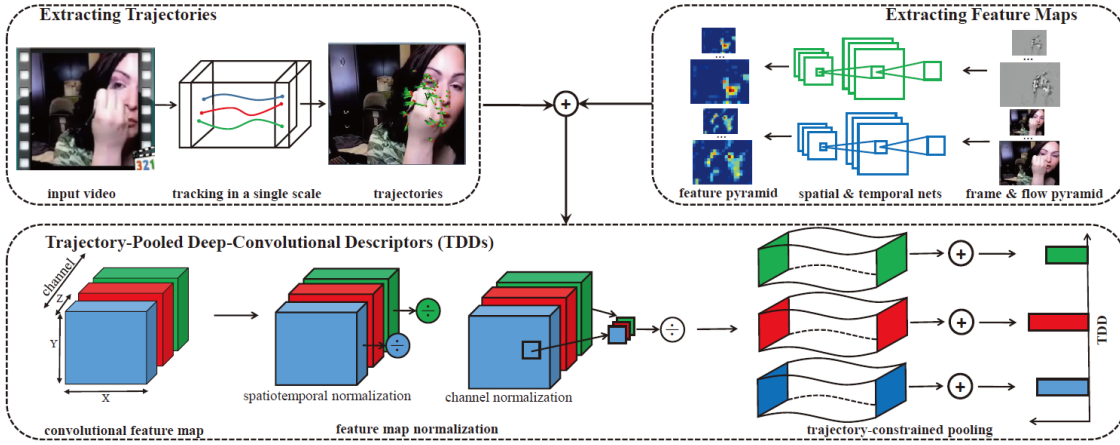 Extracting Trajectories
321
input video
tracking in a single scale
trajectories
Extracting Feature Maps
...
...
...
...
feature pyramid
spatial & temporal nets
frame & flow pyramid
+
Trajectory-Pooled Deep-Convolutional Descriptors (TDDs)
channel
Z
Y
X
convolutional feature map
÷
÷
spatiotemporal normalization
÷
channel normalization
feature map normalization
+
+
+
TDD
trajectory-constrained pooling